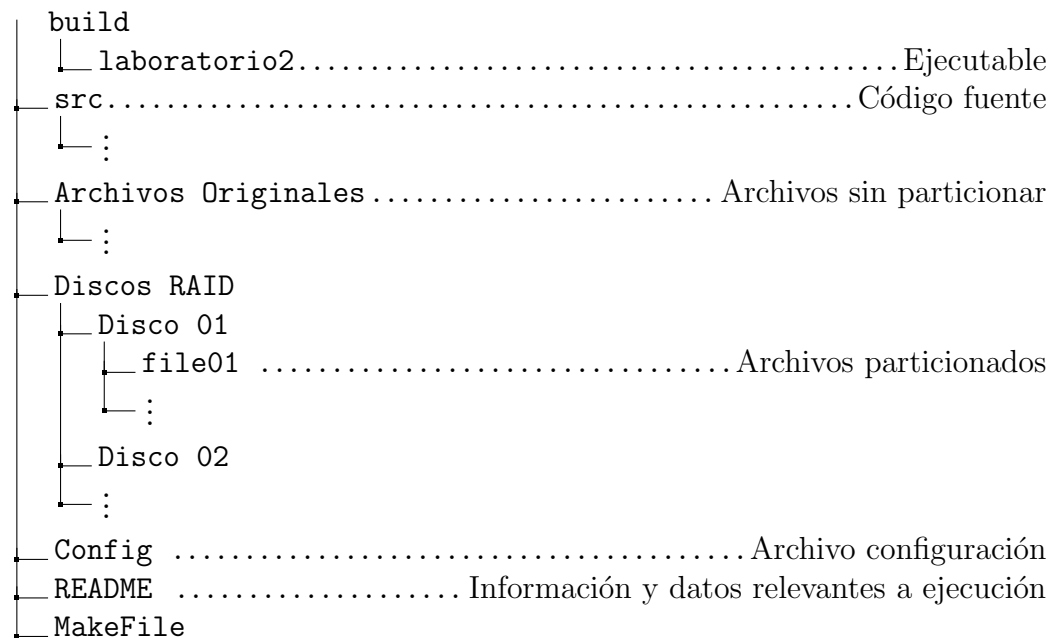 build
laboratorio2............................................Ejecutable
src......................................................Código fuente
⋮
Archivos Originales........................Archivos sin particionar
⋮
Discos RAID
Disco 01
file01 .................................Archivos particionados
⋮
Disco 02
⋮
Config ........................................Archivo configuración
README ....................Información y datos relevantes a ejecución
MakeFile